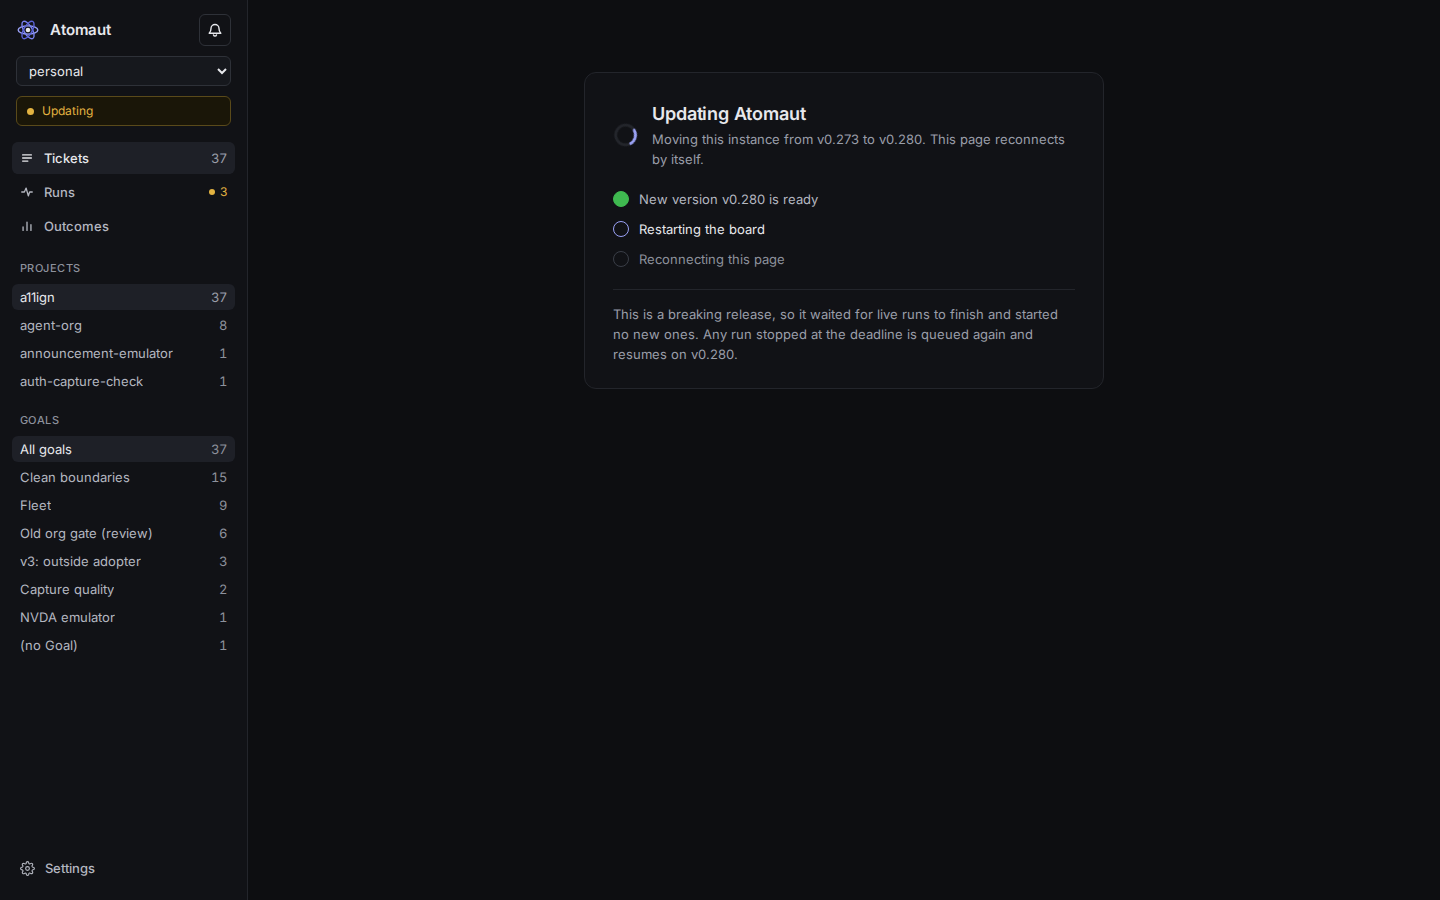 Atomaut
personal
Updating
Tickets 37
Runs 3
Outcomes
PROJECTS
a11ign 37
agent-org 8
announcement-emulator 1
auth-capture-check 1
GOALS
All goals 37
Clean boundaries 15
Fleet 9
Old org gate (review) 6
v3: outside adopter 3
Capture quality 2
NVDA emulator 1
(no Goal) 1
Settings
Updating Atomaut
Moving this instance from v0.273 to v0.280. This page reconnects
by itself.
New version v0.280 is ready
Restarting the board
Reconnecting this page
This is a breaking release, so it waited for live runs to finish and started
no new ones. Any run stopped at the deadline is queued again and
resumes on v0.280.